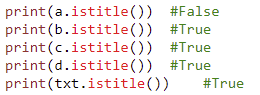 print(a.istitle())  #False
print(b.istitle())  #True
print(c.istitle())  #True
print(d.istitle())  #True
print(txt.istitle())    #True